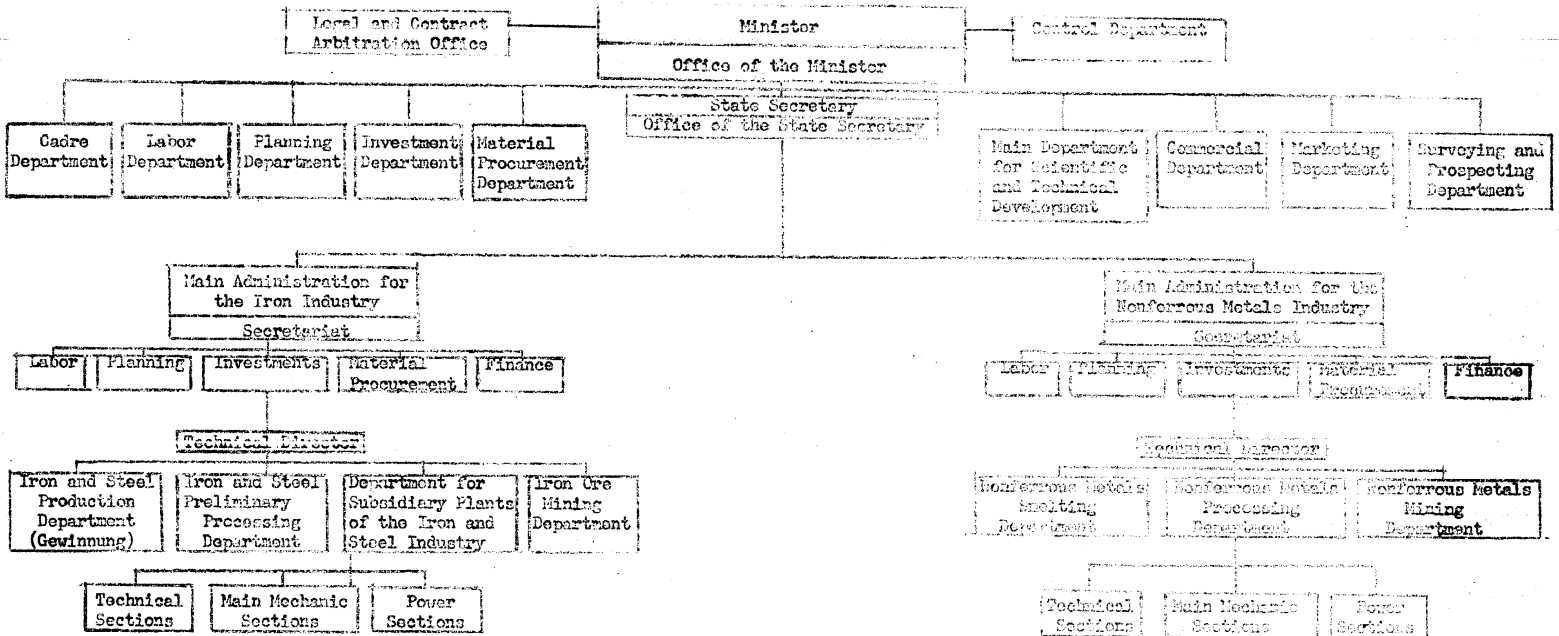 Legal and Contract
Arbitration Office
Minister
Office of the Minister
Control Department
State Secretary
Office of the State Secretary
Cadre
Department
Labor
Department
Planning
Department
Investment
Department
Material
Procurement
Department
Main Department
for Scientific
and Technical
Development
Commercial
Department
Marketing
Department
Surveying and
Prospecting
Department
Main Administration for
the Iron Industry
Secretariat
Labor
Planning
Investments
Material
Procurement
Finance
Technical Director
Iron and Steel
Production
Department
(Gewinnung)
Iron and Steel
Preliminary
Processing
Department
Department for
Subsidiary Plants
of the Iron and
Steel Industry
Iron Ore
Mining
Department
Technical
Sections
Main Mechanic
Sections
Power
Sections
Main Administration for the
Nonferrous Metals Industry
Secretariat
Labor
Planning
Investments
Material
Procurement
Finance
Technical Director
Nonferrous Metals
Smelting
Department
Nonferrous Metals
Processing
Department
Nonferrous Metals
Mining
Department
Technical
Sections
Main Mechanic
Sections
Power
Sections